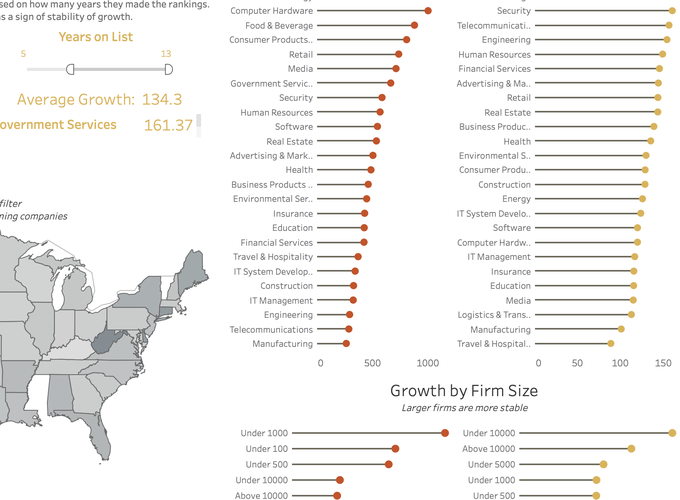 sed on how many years they made the rankings.
s a sign of stability of growth.
Years on List
5 13
Average Growth: 134.3
overnment Services 161.37
filter
ning companies
Computer Hardware
Food & Beverage
Consumer Products..
Retail
Media
Government Servic..
Security
Human Resources
Software
Real Estate
Advertising & Mark..
Health
Business Products ..
Environmental Ser..
Insurance
Education
Financial Services
Travel & Hospitality
IT System Develop..
Construction
IT Management
Engineering
Telecommunications
Manufacturing
0 500 1000
Security
Telecommunicati..
Engineering
Human Resources
Financial Services
Advertising & Ma..
Retail
Real Estate
Business Produc..
Health
Environmental S..
Consumer Produ..
Construction
Energy
IT System Develo..
Software
Computer Hardw..
IT Management
Insurance
Education
Media
Logistics & Trans..
Manufacturing
Travel & Hospital..
0 50 100 150
Growth by Firm Size
Larger firms are more stable
Under 1000
Under 100
Under 500
Under 10000
Above 10000
Under 10000
Above 10000
Under 5000
Under 1000
Under 500